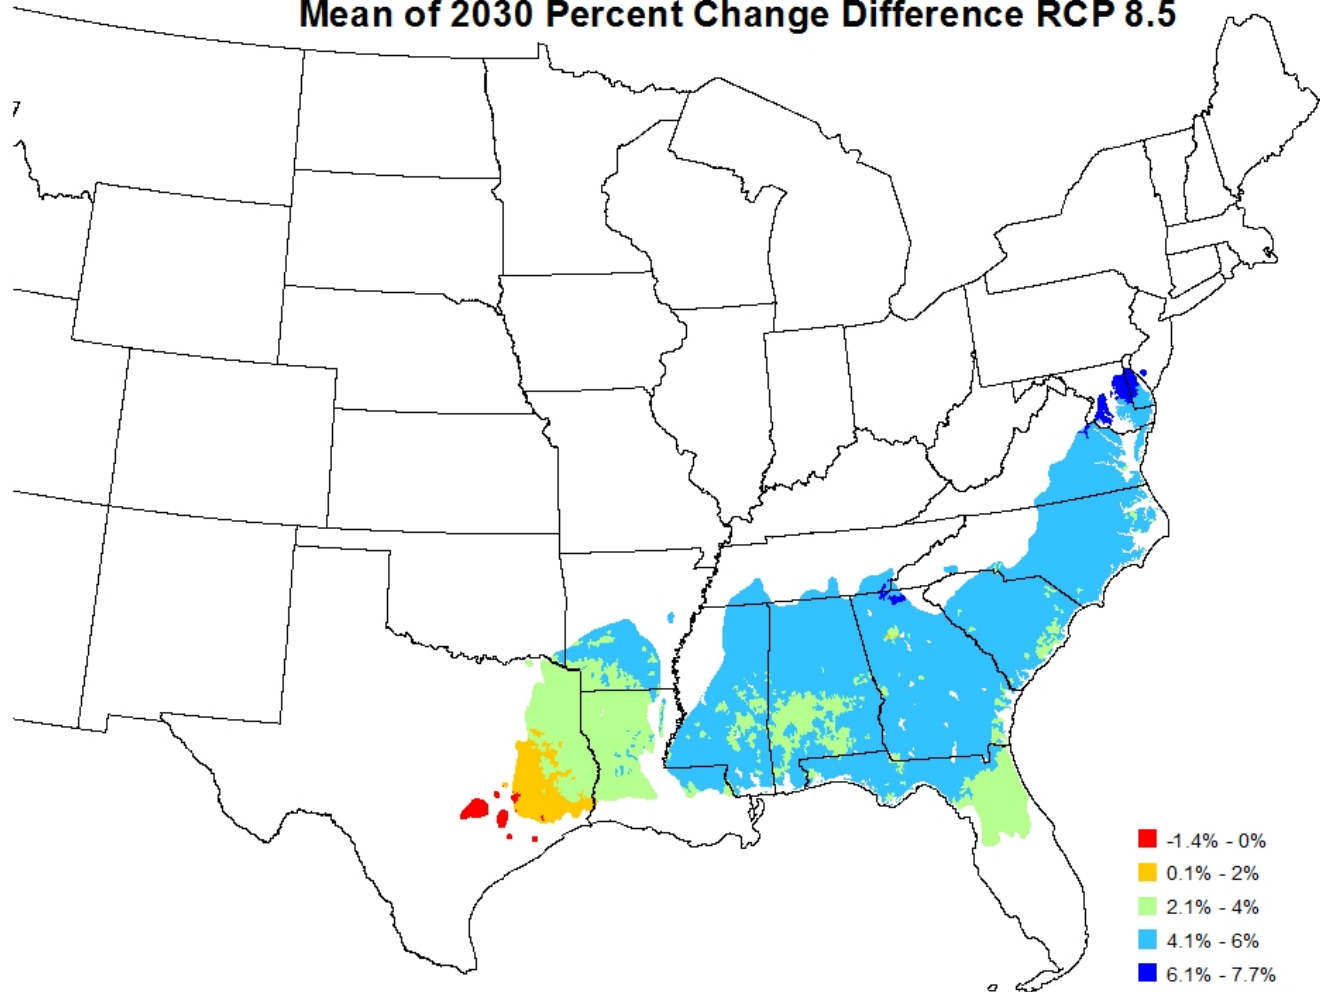 Mean of 2030 Percent Change Difference RCP 8.5
-1.4% - 0%
0.1% - 2%
2.1% - 4%
4.1% - 6%
6.1% - 7.7%